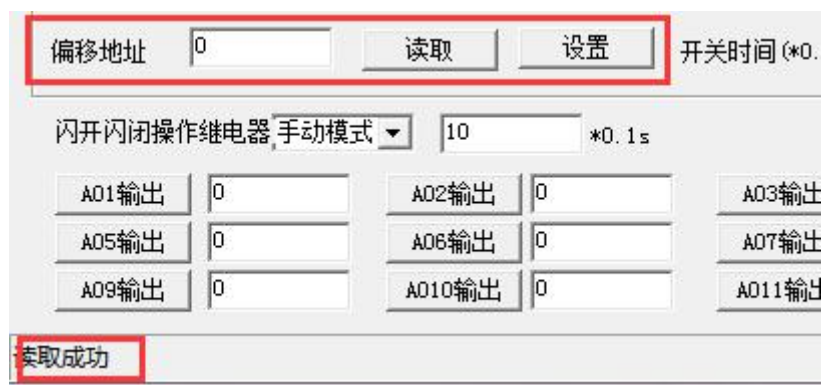 偏移地址 0 读取 设置 开关时间(*0.
闪开闪闭操作继电器 手动模式 10 *0.1s
A01输出 0 A02输出 0 A03输出
A05输出 0 A06输出 0 A07输出
A09输出 0 A010输出 0 A011输出
读取成功